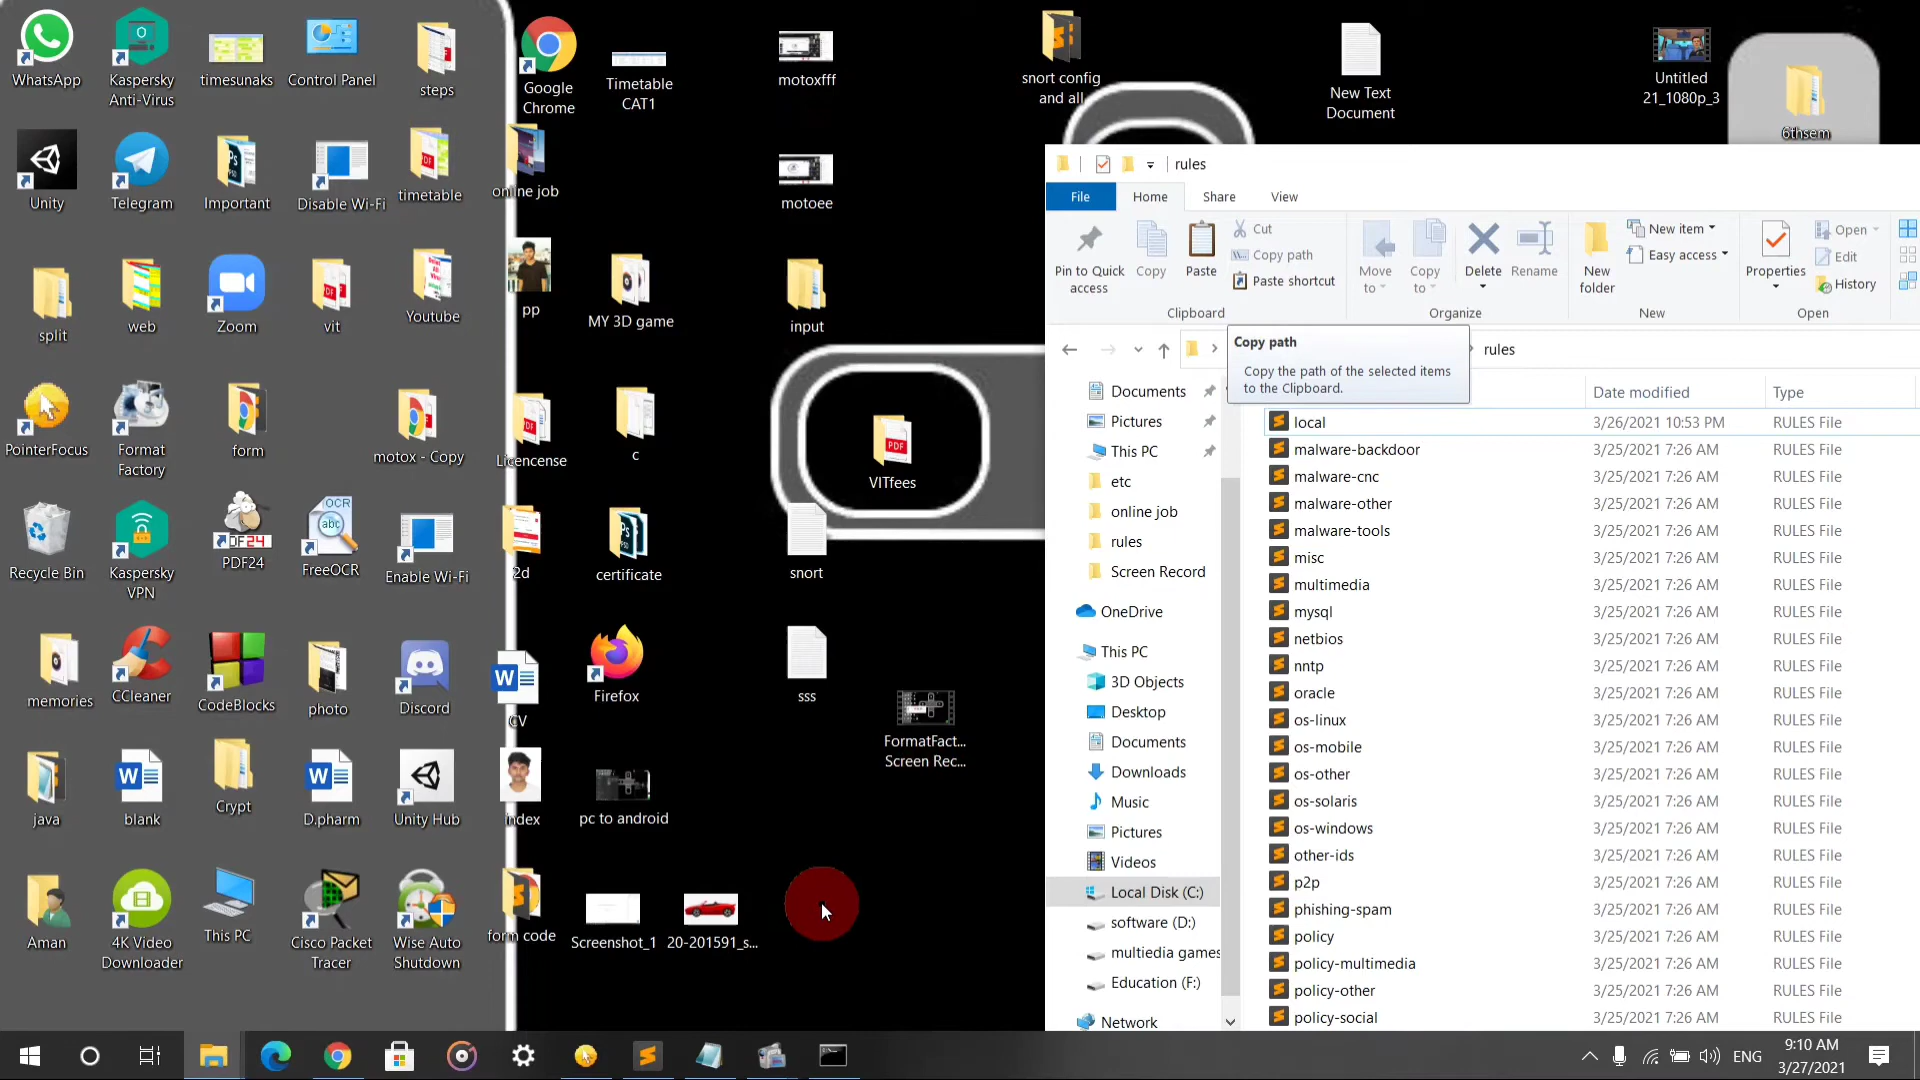 WhatsApp
Kaspersky
Anti-Virus
timesunaks
Control Panel
steps
Google
Chrome
Timetable
CAT1
motoxfff
snort config
and all
New Text
Document
Untitled
21_1080p_3
6thsem
Unity
Telegram
Important
Disable Wi-Fi
timetable
online job
motoee
split
web
Zoom
vit
Youtube
pp
MY 3D game
input
PointerFocus
Format
Factory
form
motox - Copy
Licencense
c
VITfees
Recycle Bin
Kaspersky
VPN
PDF24
FreeOCR
Enable Wi-Fi
2d
certificate
snort
memories
CCleaner
CodeBlocks
photo
Discord
CV
Firefox
sss
FormatFact...
Screen Rec...
java
blank
Crypt
D.pharm
Unity Hub
index
pc to android
Aman
4K Video
Downloader
This PC
Cisco Packet
Tracer
Wise Auto
Shutdown
form code
Screenshot_1
20-201591_s...
rules
File
Home
Share
View
Pin to Quick
access
Copy
Paste
Cut
Copy path
Paste shortcut
Clipboard
Move
to
Copy
to
Delete
Rename
Organize
New
folder
New item
Easy access
New
Properties
Open
Edit
History
Open
rules
Copy path
Copy the path of the selected items
to the Clipboard.
Date modified
Type
Documents
Pictures
This PC
etc
online job
rules
Screen Record
OneDrive
This PC
3D Objects
Desktop
Documents
Downloads
Music
Pictures
Videos
Local Disk (C:)
software (D:)
multiedia games
Education (F:)
Network
local 3/26/2021 10:53 PM RULES File
malware-backdoor 3/25/2021 7:26 AM RULES File
malware-cnc 3/25/2021 7:26 AM RULES File
malware-other 3/25/2021 7:26 AM RULES File
malware-tools 3/25/2021 7:26 AM RULES File
misc 3/25/2021 7:26 AM RULES File
multimedia 3/25/2021 7:26 AM RULES File
mysql 3/25/2021 7:26 AM RULES File
netbios 3/25/2021 7:26 AM RULES File
nntp 3/25/2021 7:26 AM RULES File
oracle 3/25/2021 7:26 AM RULES File
os-linux 3/25/2021 7:26 AM RULES File
os-mobile 3/25/2021 7:26 AM RULES File
os-other 3/25/2021 7:26 AM RULES File
os-solaris 3/25/2021 7:26 AM RULES File
os-windows 3/25/2021 7:26 AM RULES File
other-ids 3/25/2021 7:26 AM RULES File
p2p 3/25/2021 7:26 AM RULES File
phishing-spam 3/25/2021 7:26 AM RULES File
policy 3/25/2021 7:26 AM RULES File
policy-multimedia 3/25/2021 7:26 AM RULES File
policy-other 3/25/2021 7:26 AM RULES File
policy-social 3/25/2021 7:26 AM RULES File
ENG
9:10 AM
3/27/2021